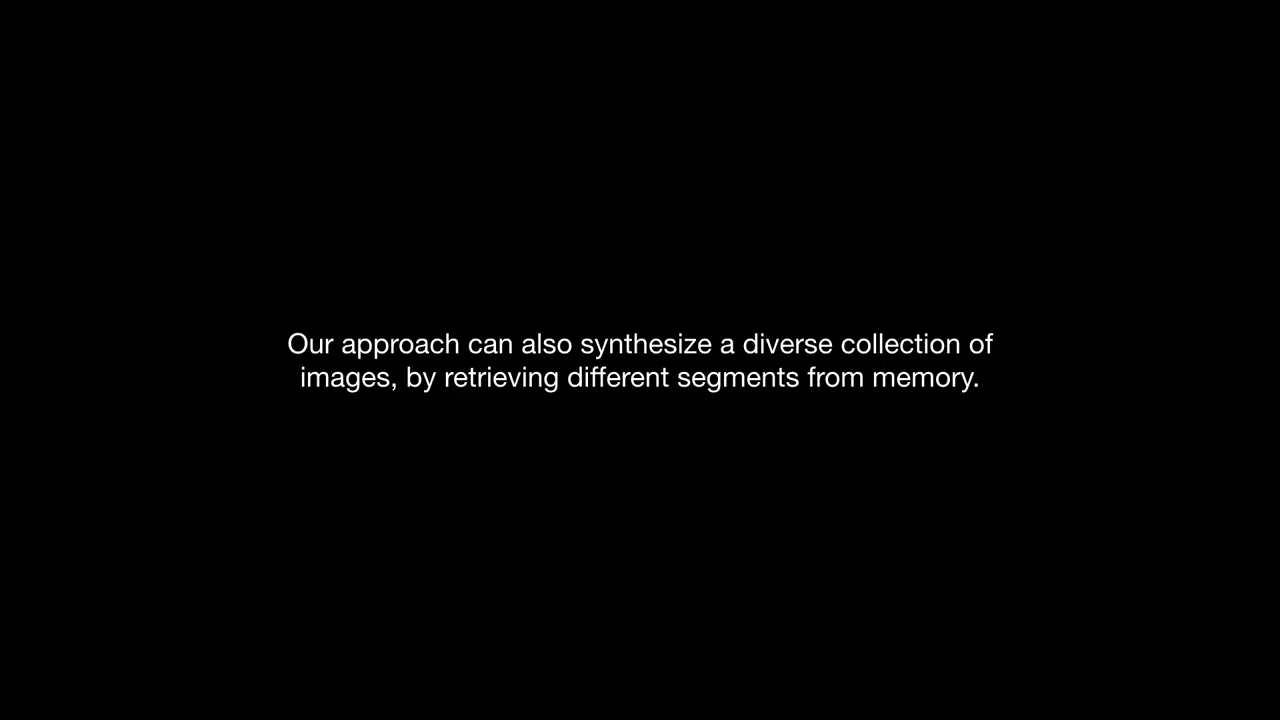 Our approach can also synthesize a diverse collection of
images, by retrieving different segments from memory.